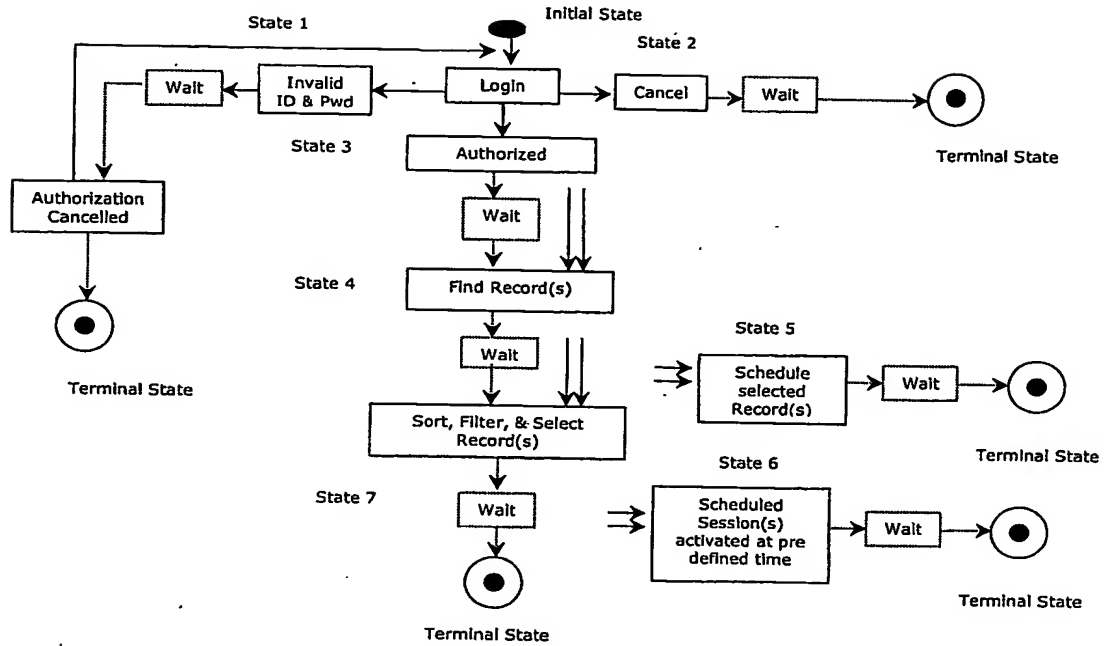 Initial State
State 1
State 2
Wait
Invalid
ID & Pwd
Login
Cancel
Wait
Terminal State
State 3
Authorized
Authorization
Cancelled
Wait
State 4
Find Record(s)
Terminal State
Wait
State 5
Schedule
selected
Record(s)
Wait
Terminal State
Sort, Filter, & Select
Record(s)
State 6
State 7
Wait
Scheduled
Session(s)
activated at pre
defined time
Wait
Terminal State
Terminal State